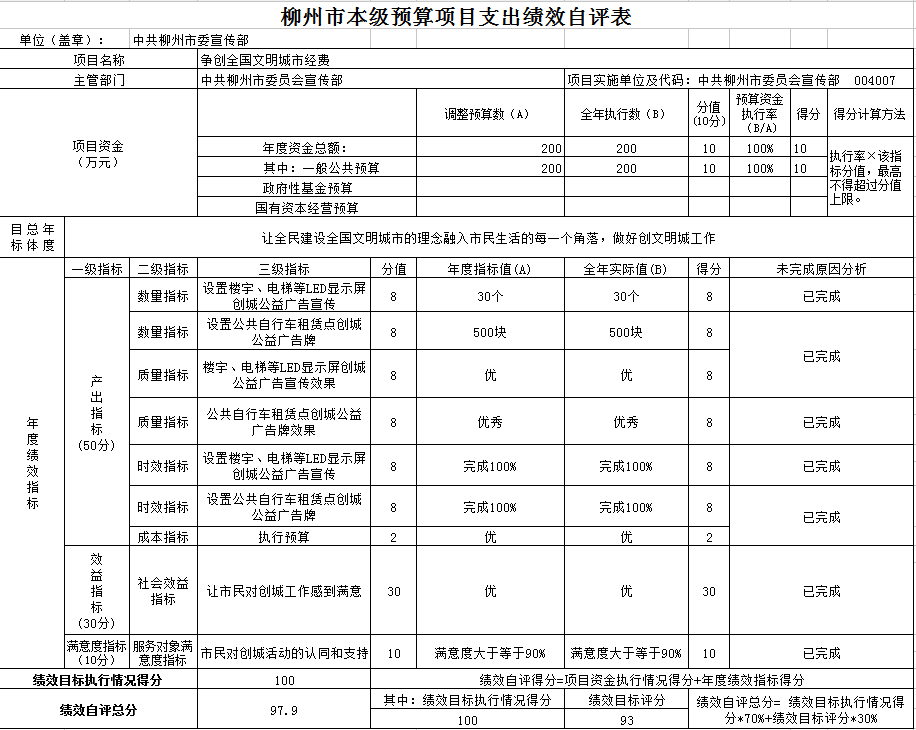 柳州市本级预算项目支出绩效自评表
单位（盖章）： 中共柳州市委宣传部
项目名称 争创全国文明城市经费
主管部门 中共柳州市委员会宣传部 项目实施单位及代码：中共柳州市委员会宣传部 004007
项目资金
（万元）
调整预算数（A） 全年执行数（B） 分值
(10分)
预算资金
执行率
（B/A）
得分 得分计算方法
年度资金总额： 200 200 10 100% 10
其中：一般公共预算 200 200 10 100% 10
政府性基金预算
国有资本经营预算
执行率×该指
标分值，最高
不得超过分值
上限。
目 总 年
标 体 度
让全民建设全国文明城市的理念融入市民生活的每一个角落，做好创文明城工作
年
度
绩
效
指
标
一级指标 二级指标 三级指标 分值 年度指标值(A) 全年实际值(B) 得分 未完成原因分析
产
出
指
标
(50分)
数量指标 设置楼宇、电梯等LED显示屏
创城公益广告宣传 8 30个 30个 8 已完成
数量指标 设置公共自行车租赁点创城
公益广告牌 8 500块 500块 8
已完成
质量指标 楼宇、电梯等LED显示屏创城
公益广告宣传效果 8 优 优 8
质量指标 公共自行车租赁点创城公益
广告牌效果 8 优秀 优秀 8 已完成
时效指标 设置楼宇、电梯等LED显示屏
创城公益广告宣传 8 完成100% 完成100% 8 已完成
时效指标 设置公共自行车租赁点创城
公益广告牌 8 完成100% 完成100% 8
已完成
成本指标 执行预算 2 优 优 2
效
益
指
标
(30分)
社会效益
指标
让市民对创城工作感到满意 30 优 优 30 已完成
满意度指标
(10分)
服务对象满
意度指标
市民对创城活动的认同和支持 10 满意度大于等于90% 满意度大于等于90% 10 已完成
绩效目标执行情况得分 100 绩效自评得分=项目资金执行情况得分+年度绩效指标得分
绩效自评总分 97.9
其中：绩效目标执行情况得分 绩效目标评分
100 93
绩效自评总分= 绩效目标执行情况得
分*70%+绩效目标评分*30%